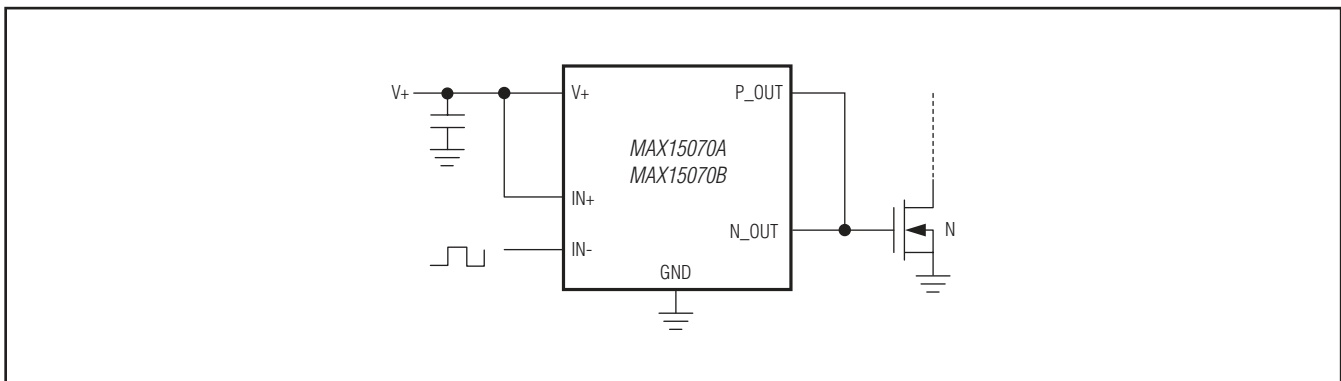 V+
V+
P_OUT
MAX15070A
MAX15070B
IN+
N_OUT
N
IN-
GND